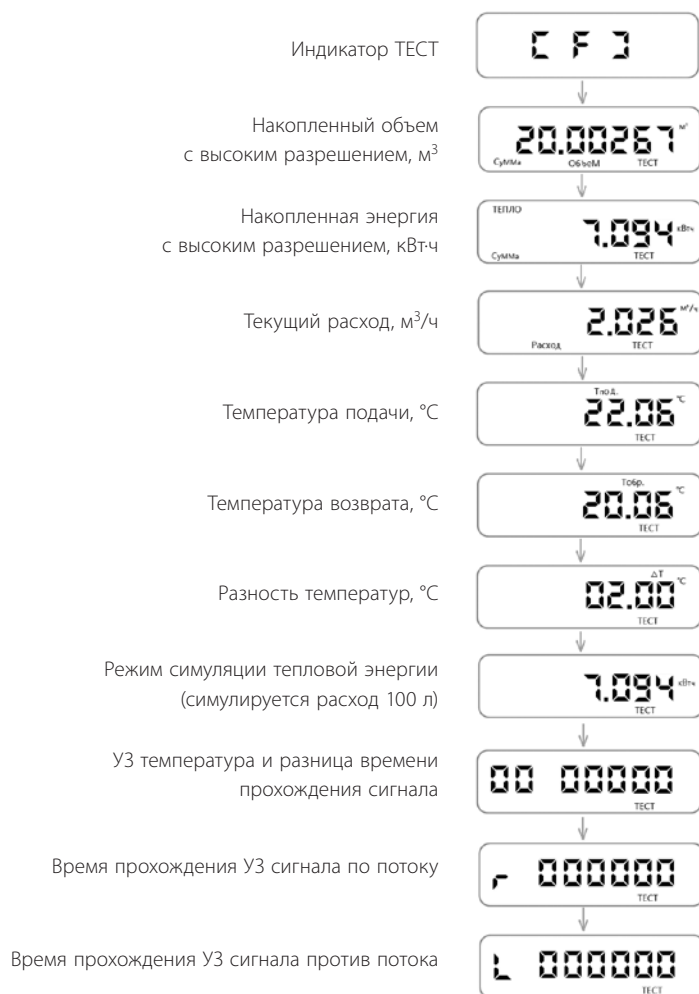 Индикатор ТЕСТ
[ F ]
Накопленный объем
с высоким разрешением, м³
20.00267 м³
Сумма Объем ТЕСТ
Накопленная энергия
с высоким разрешением, кВт·ч
ТЕПЛО
7.094 кВтч
Сумма ТЕСТ
Текущий расход, м³/ч
2.026 м³/ч
Расход ТЕСТ
Температура подачи, °C
Тпод.
22.06 °C
ТЕСТ
Температура возврата, °C
Тобр.
20.06 °C
ТЕСТ
Разность температур, °C
△T
02.00 °C
ТЕСТ
Режим симуляции тепловой энергии
(симулируется расход 100 л)
7.094 кВтч
ТЕСТ
УЗ температура и разница времени
прохождения сигнала
00 00000
ТЕСТ
Время прохождения УЗ сигнала по потоку
r 000000
ТЕСТ
Время прохождения УЗ сигнала против потока
L 000000
ТЕСТ